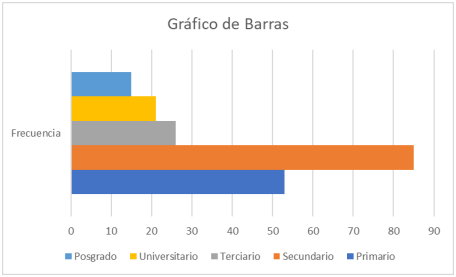 Gráfico de Barras
Frecuencia
0 10 20 30 40 50 60 70 80 90
Posgrado Universitario Terciario Secundario Primario